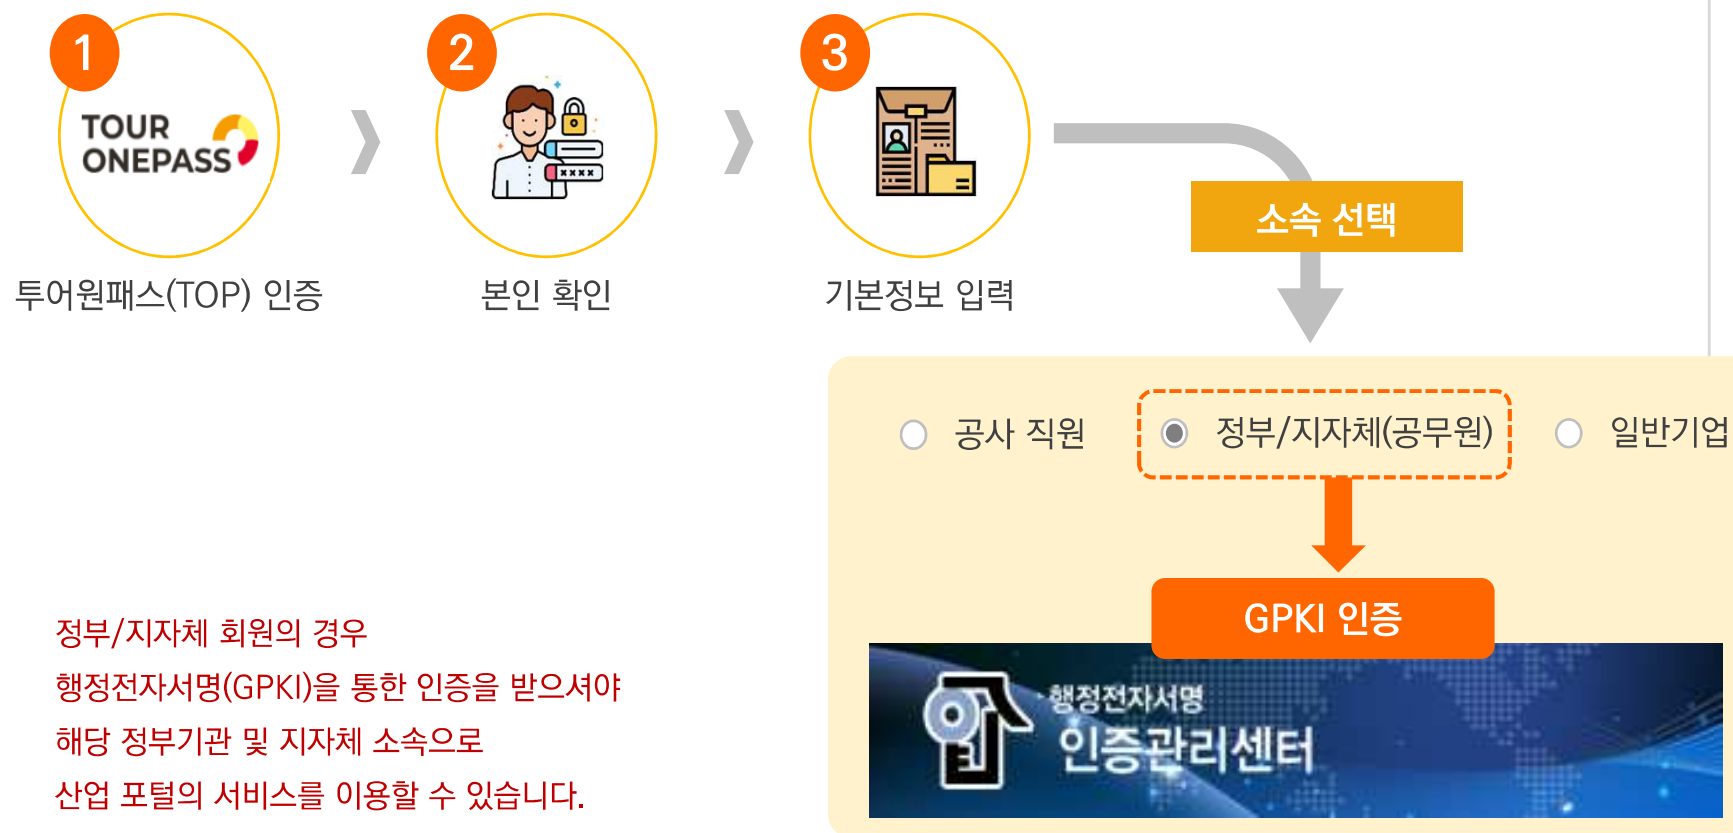 1
2
3
TOUR
ONEPASS
투어원패스(TOP) 인증
본인 확인
기본정보 입력
소속 선택
공사 직원
정부/지자체(공무원)
일반기업
GPKI 인증
행정전자서명
인증관리센터
정부/지자체 회원의 경우
행정전자서명(GPKI)을 통한 인증을 받으셔야
해당 정부기관 및 지자체 소속으로
산업 포털의 서비스를 이용할 수 있습니다.